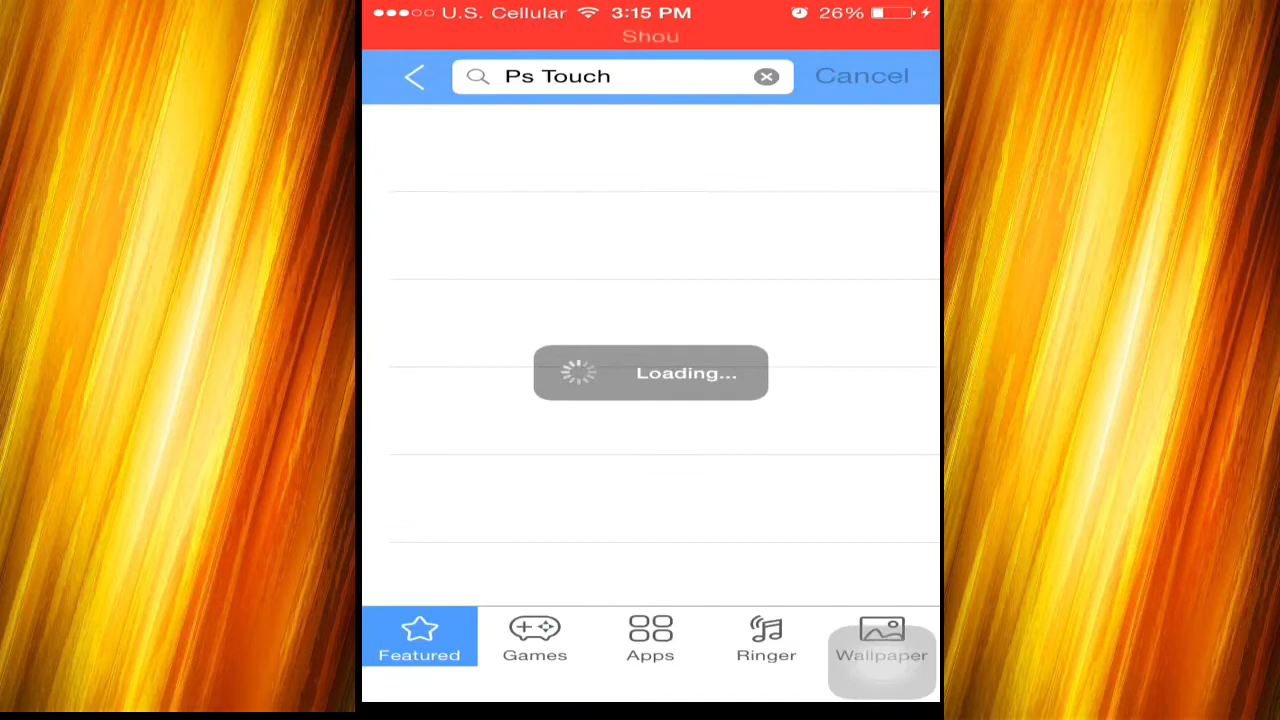 U.S. Cellular 3:15 PM 26%
Shou
Ps Touch Cancel
Loading...
Featured Games Apps Ringer Wallpaper